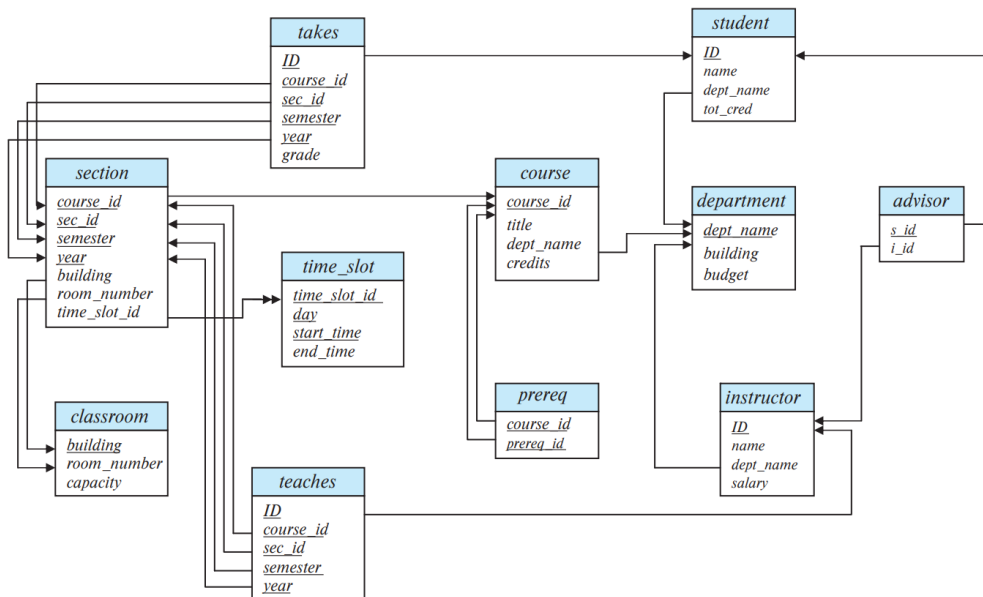 takes
ID
course_id
sec_id
semester
year
grade
student
ID
name
dept_name
tot_cred
section
course_id
sec_id
semester
year
building
room_number
time_slot_id
course
course_id
title
dept_name
credits
department
dept_name
building
budget
advisor
s_id
i_id
time_slot
time_slot_id
day
start_time
end_time
prereq
course_id
prereq_id
instructor
ID
name
dept_name
salary
classroom
building
room_number
capacity
teaches
ID
course_id
sec_id
semester
year